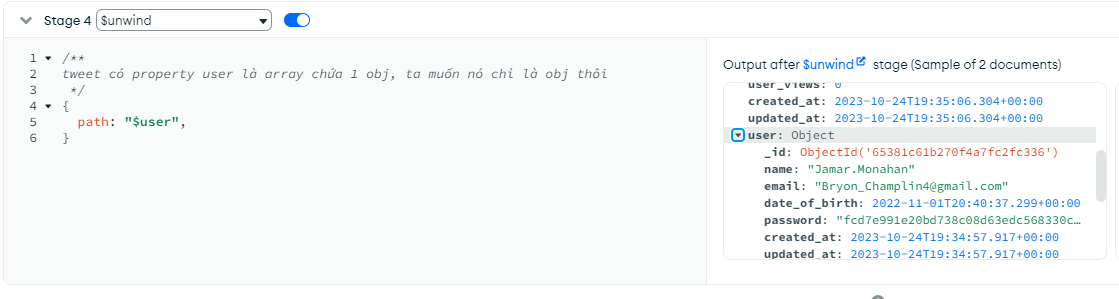 Stage 4 $unwind
1 /**
2 tweet có property user là array chứa 1 obj, ta muốn nó chỉ là obj thôi
3 */
4 {
5 path: "$user",
6 }
Output after $unwind stage (Sample of 2 documents)
user_views: 0
created_at: 2023-10-24T19:35:06.304+00:00
updated_at: 2023-10-24T19:35:06.304+00:00
user: Object
_id: ObjectId('65381c61b270f4a7fc2fc336')
name: "Jamar.Monahan"
email: "Bryon_Champlin4@gmail.com"
date_of_birth: 2022-11-01T20:40:37.299+00:00
password: "fcd7e991e20bd738c08d63edc568330c…
created_at: 2023-10-24T19:34:57.917+00:00
updated_at: 2023-10-24T19:34:57.917+00:00